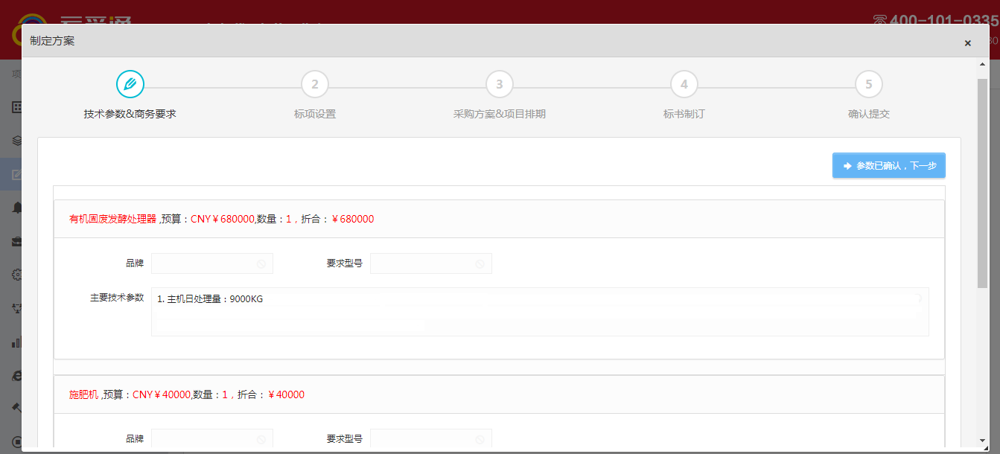 400-101-0335
制定方案
×
2
3
4
5
技术参数&商务要求
标项设置
采购方案&项目排期
标书制订
确认提交
参数已确认，下一步
有机固废发酵处理器 ,预算：CNY￥680000,数量：1，折合：￥680000
品牌
要求型号
主要技术参数
1. 主机日处理量：9000KG
施肥机 ,预算：CNY￥40000,数量：1，折合：￥40000
品牌
要求型号